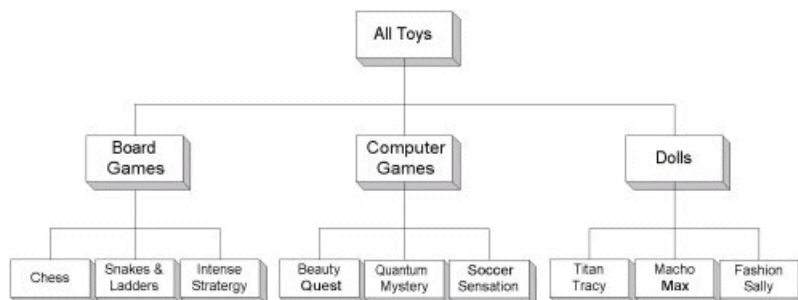 All Toys
Board
Games
Computer
Games
Dolls
Chess
Snakes &
Ladders
Intense
Stratergy
Beauty
Quest
Quantum
Mystery
Soccer
Sensation
Titan
Tracy
Macho
Max
Fashion
Sally